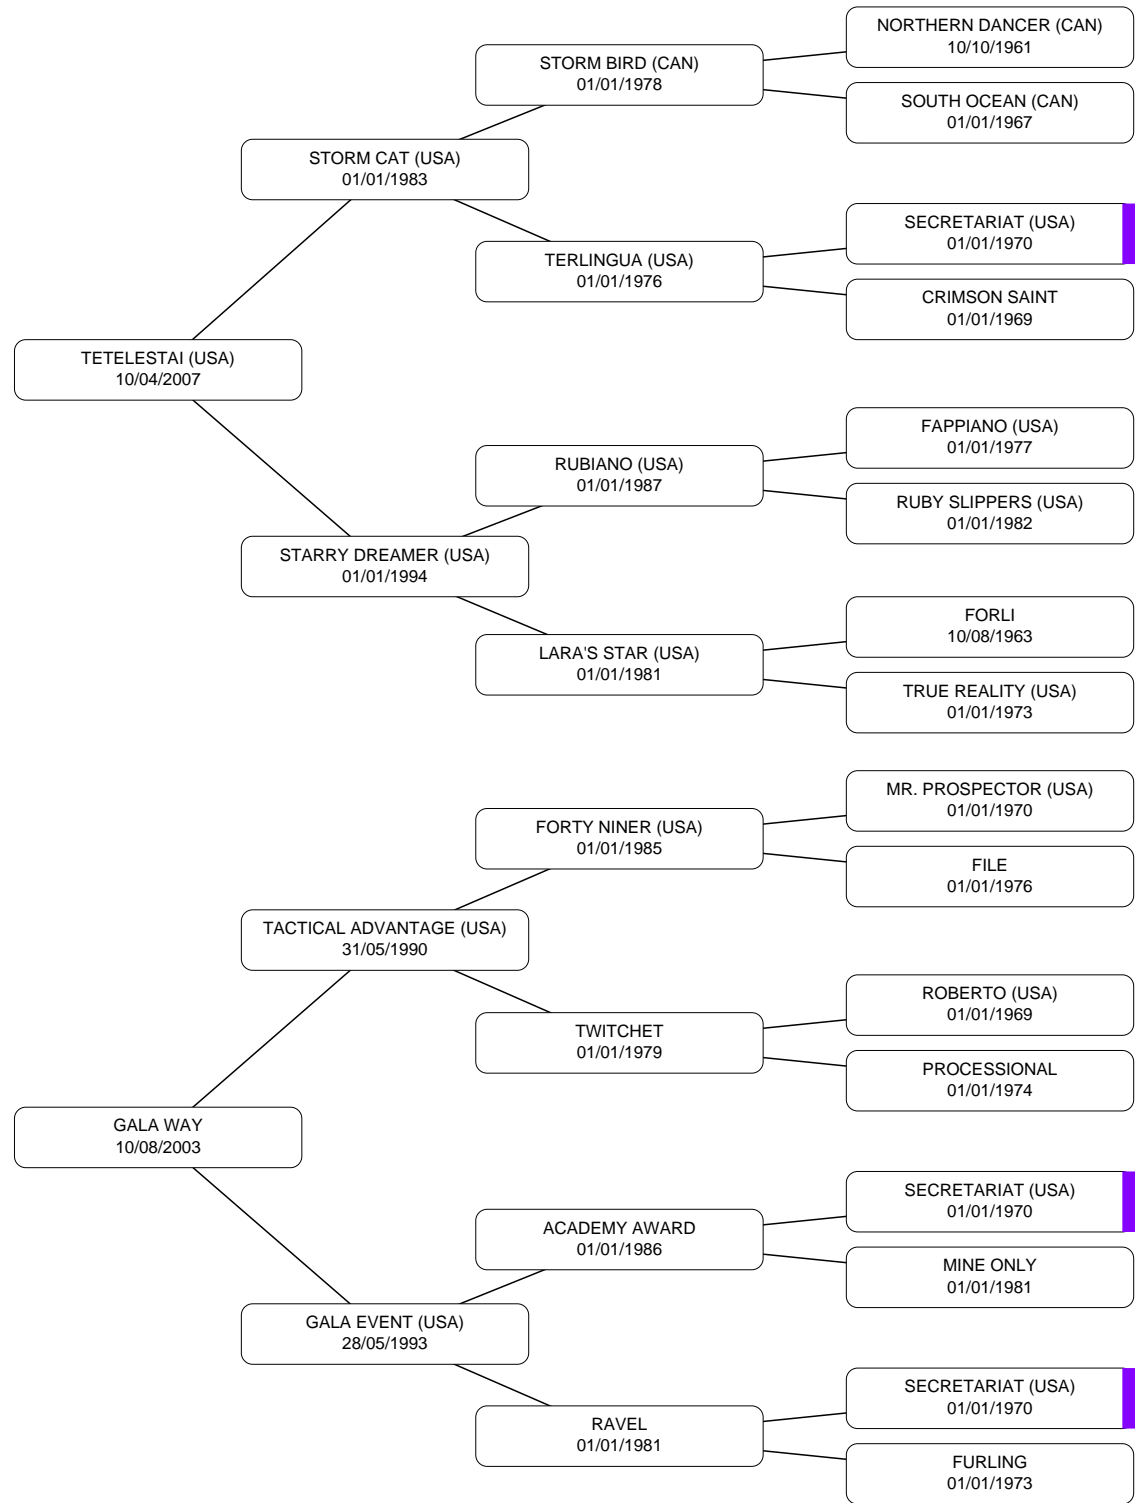 NORTHERN DANCER (CAN)
10/10/1961
STORM BIRD (CAN)
01/01/1978
SOUTH OCEAN (CAN)
01/01/1967
STORM CAT (USA)
01/01/1983
SECRETARIAT (USA)
01/01/1970
TERLINGUA (USA)
01/01/1976
CRIMSON SAINT
01/01/1969
TETELESTAI (USA)
10/04/2007
FAPPIANO (USA)
01/01/1977
RUBIANO (USA)
01/01/1987
RUBY SLIPPERS (USA)
01/01/1982
STARRY DREAMER (USA)
01/01/1994
FORLI
10/08/1963
LARA'S STAR (USA)
01/01/1981
TRUE REALITY (USA)
01/01/1973
MR. PROSPECTOR (USA)
01/01/1970
FORTY NINER (USA)
01/01/1985
FILE
01/01/1976
TACTICAL ADVANTAGE (USA)
31/05/1990
ROBERTO (USA)
01/01/1969
TWITCHET
01/01/1979
PROCESSIONAL
01/01/1974
GALA WAY
10/08/2003
SECRETARIAT (USA)
01/01/1970
ACADEMY AWARD
01/01/1986
MINE ONLY
01/01/1981
GALA EVENT (USA)
28/05/1993
SECRETARIAT (USA)
01/01/1970
RAVEL
01/01/1981
FURLING
01/01/1973